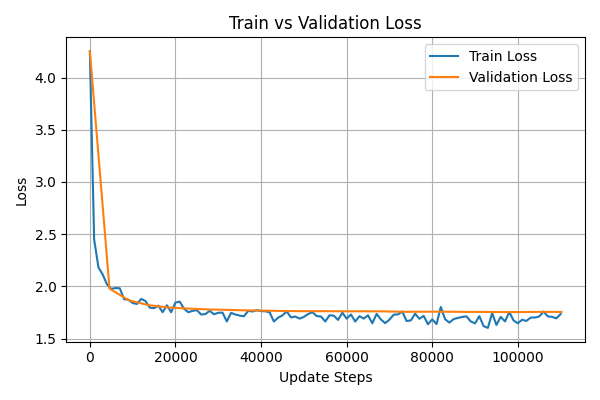 Train vs Validation Loss
Train Loss
Validation Loss
4.0
3.5
3.0
2.5
2.0
1.5
Loss
0 20000 40000 60000 80000 100000
Update Steps